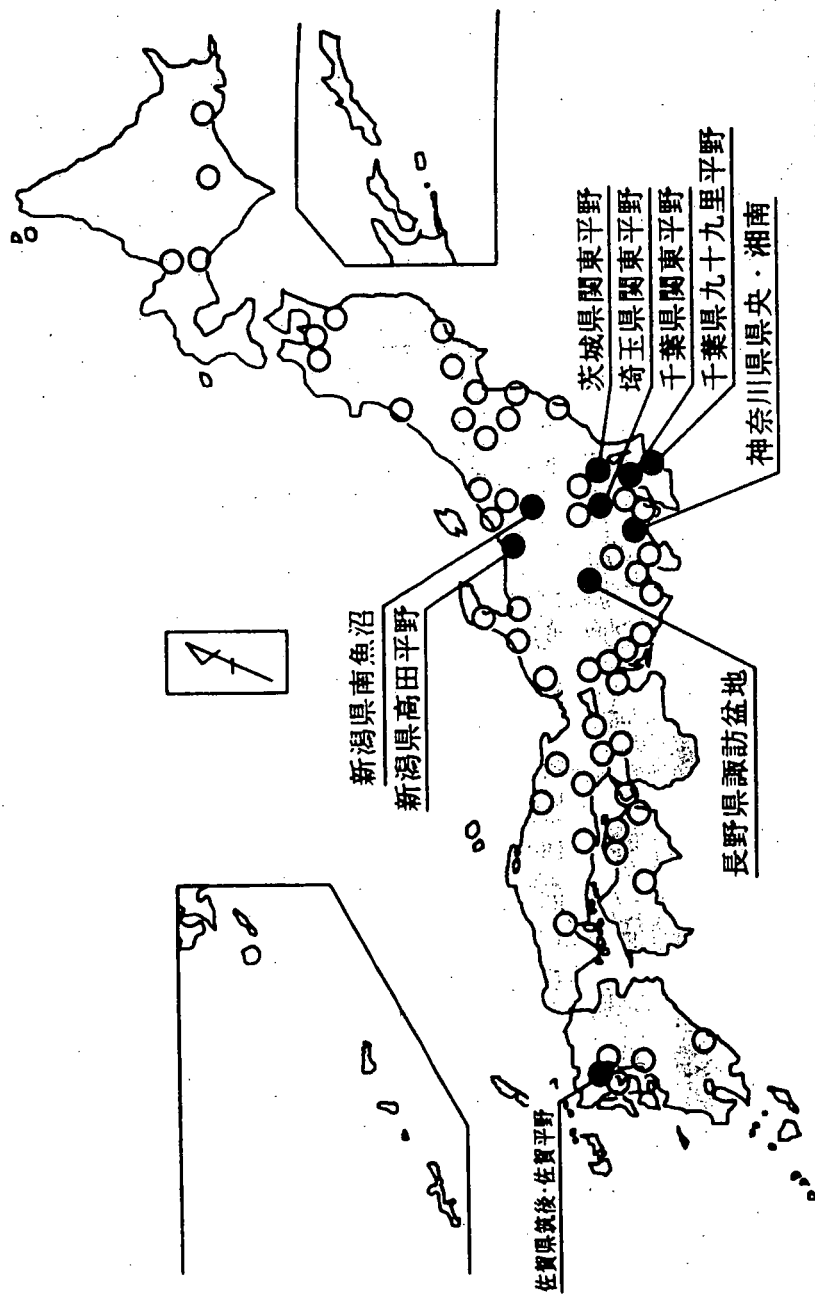 新潟県南魚沼
新潟県高田平野
茨城県関東平野
埼玉県関東平野
千葉県関東平野
千葉県九十九里平野
神奈川県県央・湘南
長野県諏訪盆地
佐賀県筑後・佐賀平野